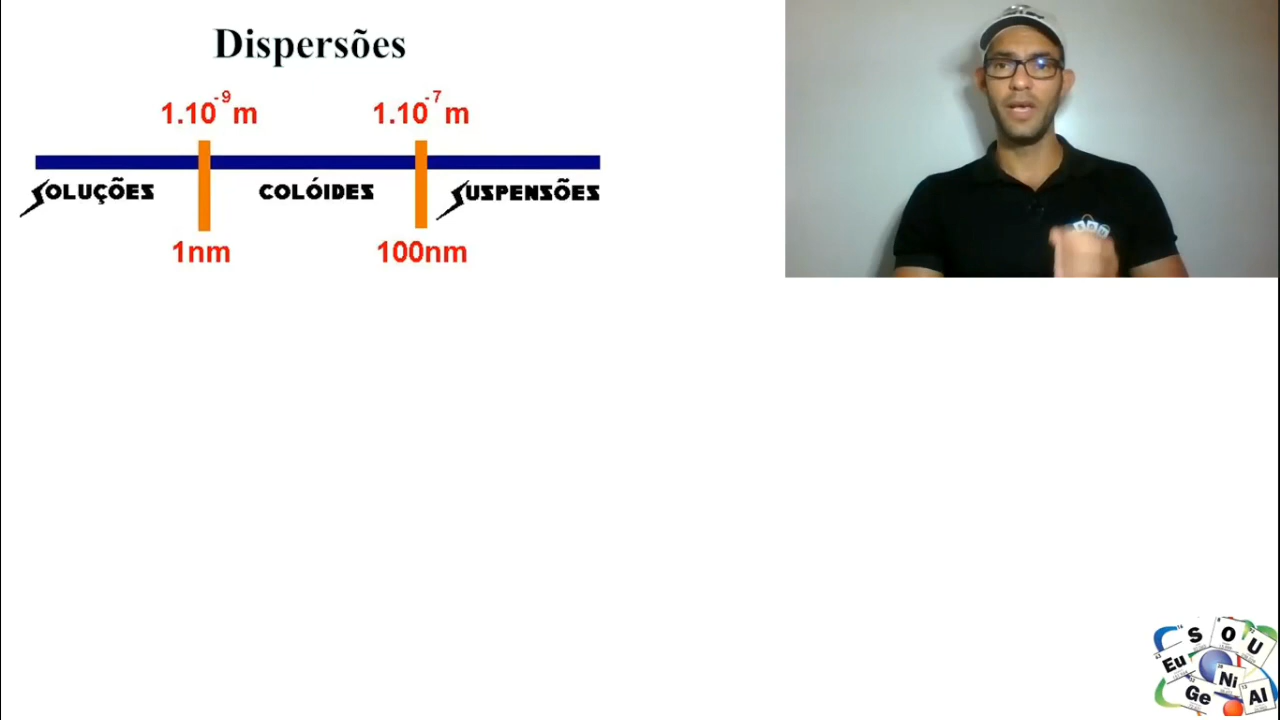 Dispersões
1.10-9 m 1.10-7 m
SOLUÇÕES COLÓIDES SUSPENSÕES
1nm 100nm
S O U
Eu Ni
Ge Al